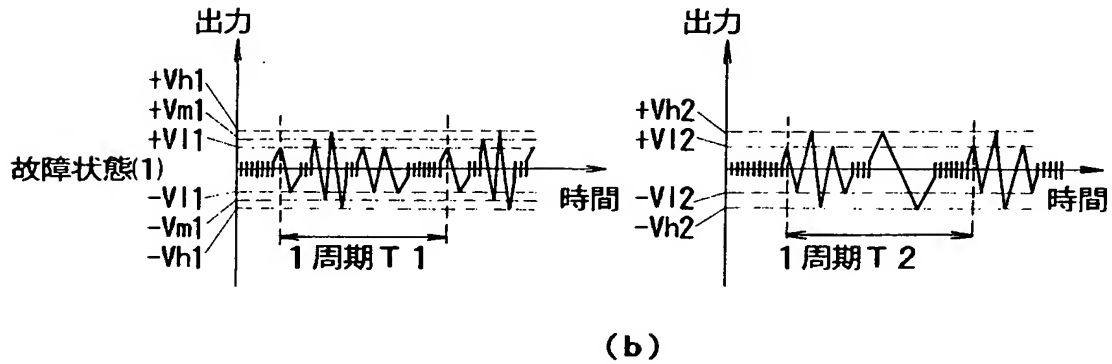 出力
+Vh1
+Vm1
+Vl1
故障状態(1)
-Vl1
-Vm1
-Vh1
時間
1周期T1
出力
+Vh2
+Vl2
-Vl2
-Vh2
時間
1周期T2
(b)